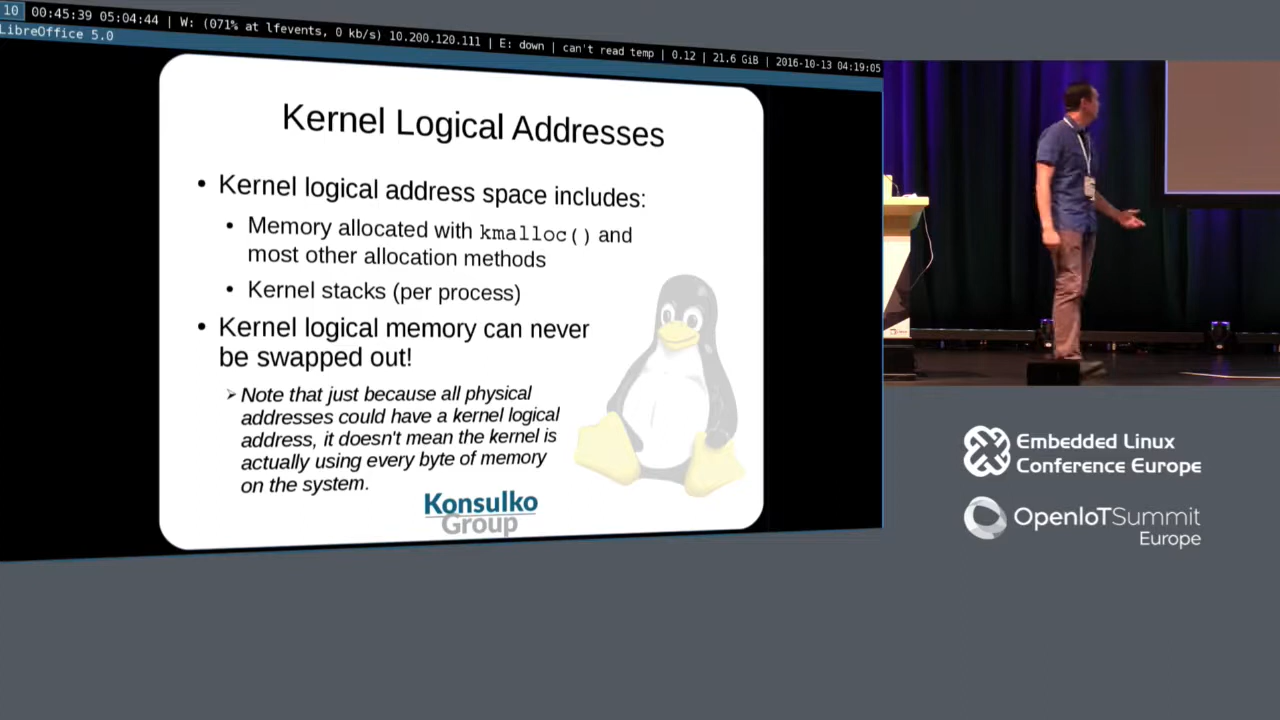 10 00:45:39 05:04:44 | W: (071% at lfevents, 0 kb/s) 10.200.120.111 | E: down | can't read temp | 0.12 | 21.6 GiB | 2016-10-13 04:19:05
LibreOffice 5.0
Kernel Logical Addresses
• Kernel logical address space includes:
• Memory allocated with kmalloc() and
most other allocation methods
• Kernel stacks (per process)
• Kernel logical memory can never
be swapped out!
➢ Note that just because all physical
addresses could have a kernel logical
address, it doesn't mean the kernel is
actually using every byte of memory
on the system.
Konsulko
Group
Embedded Linux
Conference Europe
OpenIoTSummit
Europe